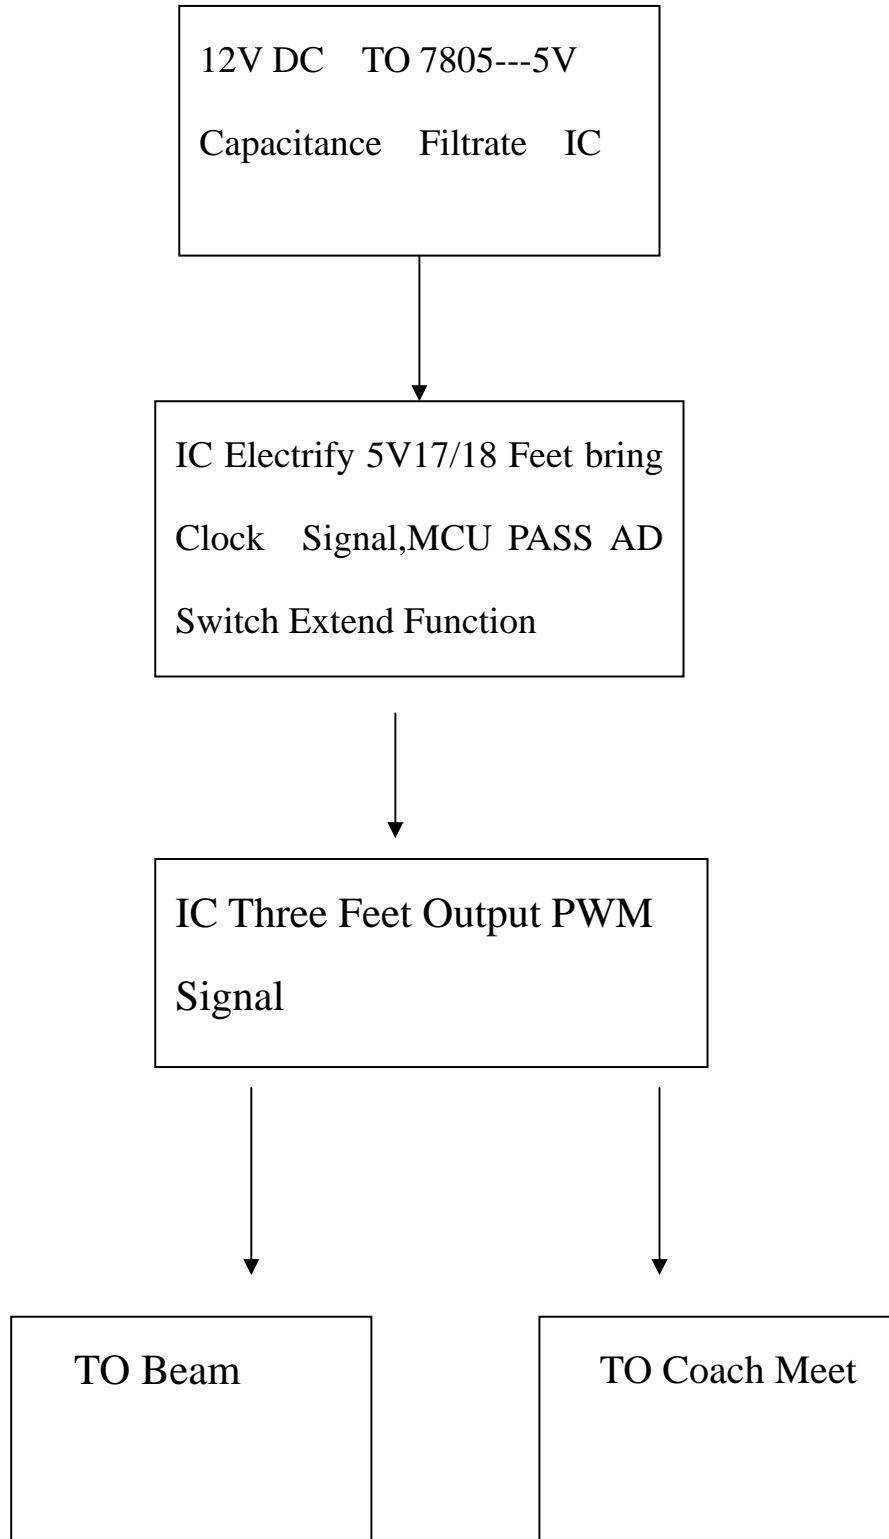 12V DC TO 7805---5V
Capacitance Filtrate IC
IC Electrify 5V17/18 Feet bring
Clock Signal,MCU PASS AD
Switch Extend Function
IC Three Feet Output PWM
Signal
TO Beam
TO Coach Meet